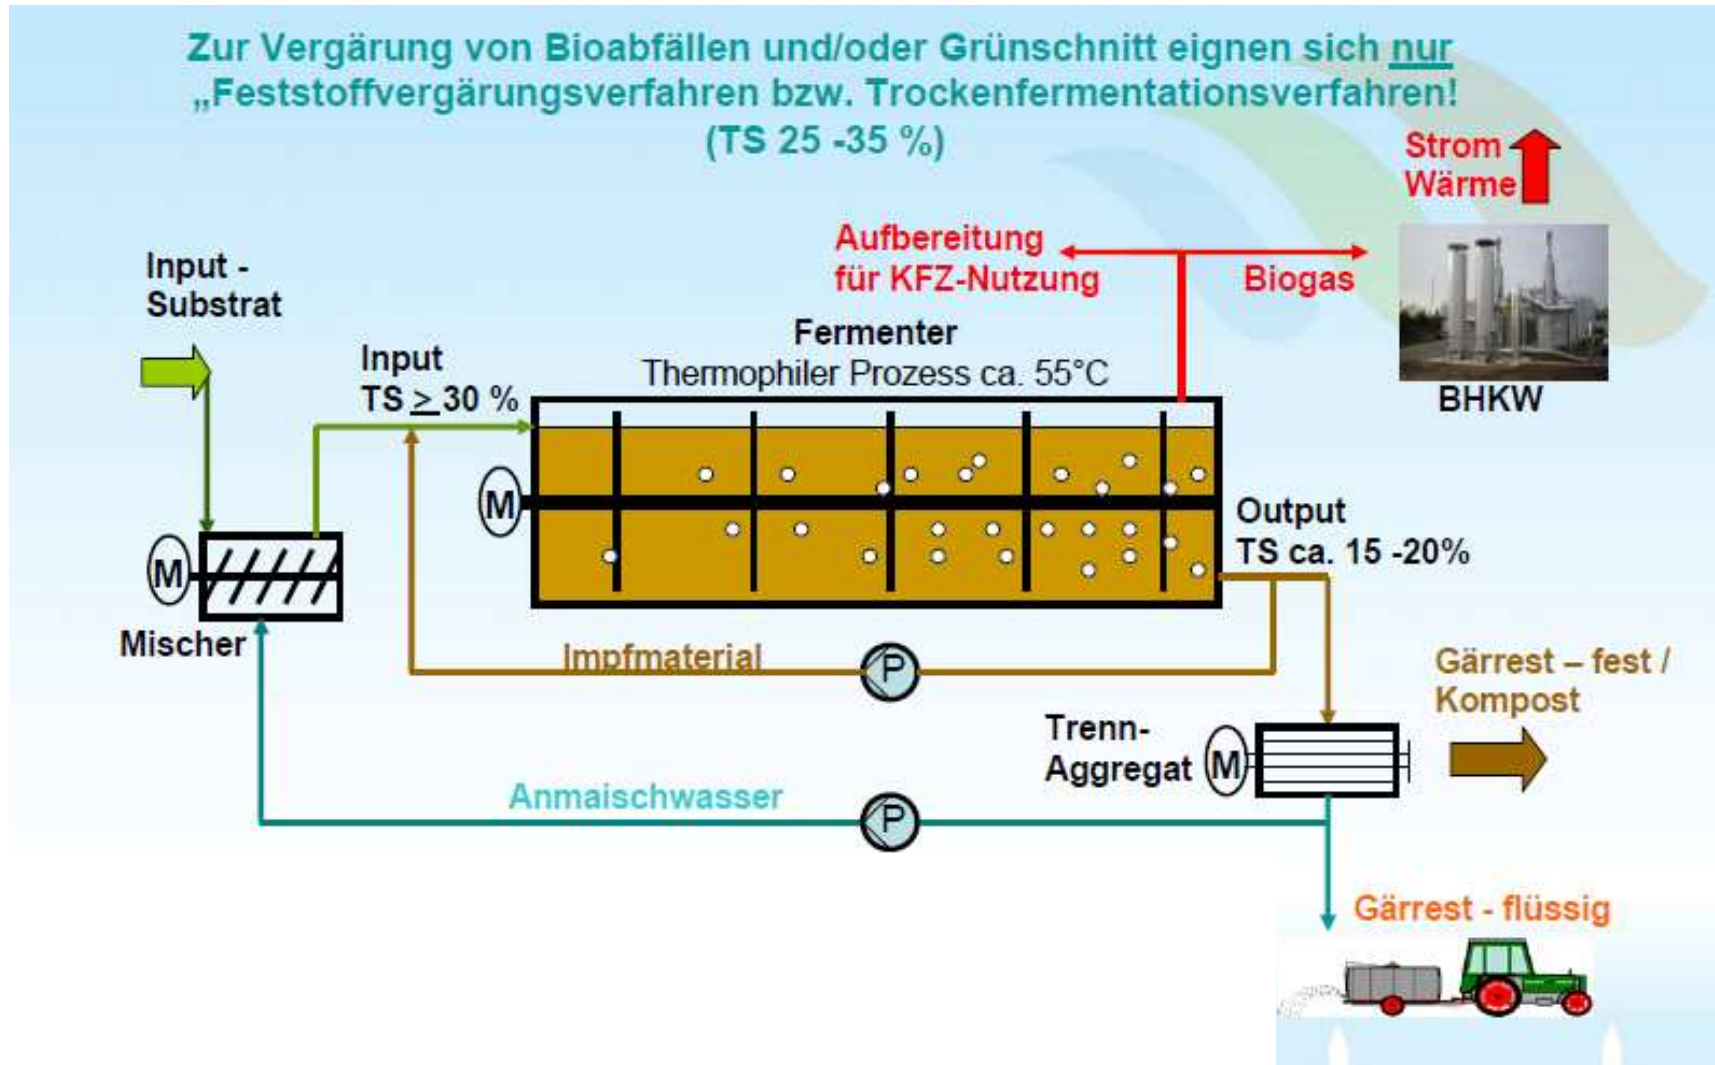 Zur Vergärung von Bioabfällen und/oder Grünschnitt eignen sich nur
„Feststoffvergärungsverfahren bzw. Trockenfermentationsverfahren!
(TS 25 -35 %)
Strom
Wärme
Aufbereitung
für KFZ-Nutzung
Biogas
BHKW
Input -
Substrat
Input
TS > 30 %
Fermenter
Thermophiler Prozess ca. 55°C
M
M
Mischer
Output
TS ca. 15 -20%
Impfmaterial
P
Gärrest – fest /
Kompost
Trenn-
Aggregat
M
Anmaischwasser
P
Gärrest - flüssig